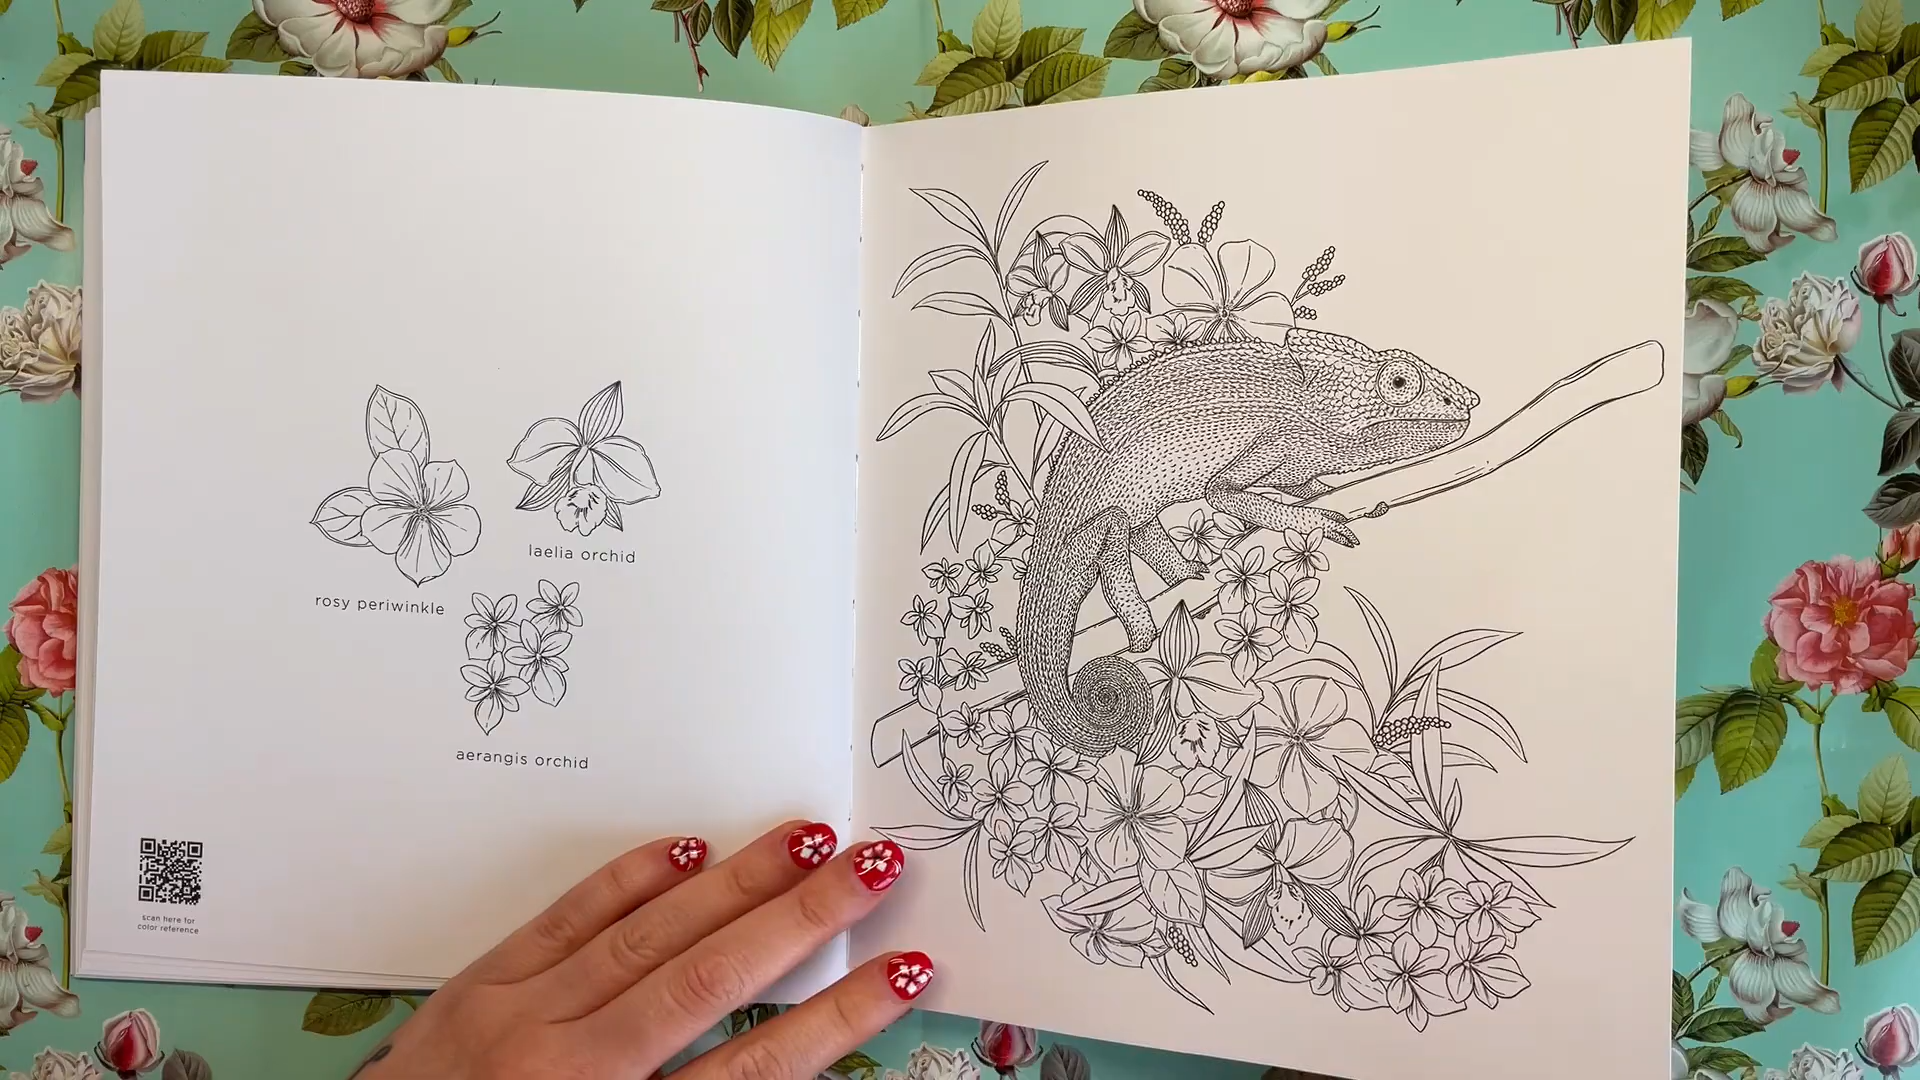 laelia orchid
rosy periwinkle
aerangis orchid
scan here for
color reference